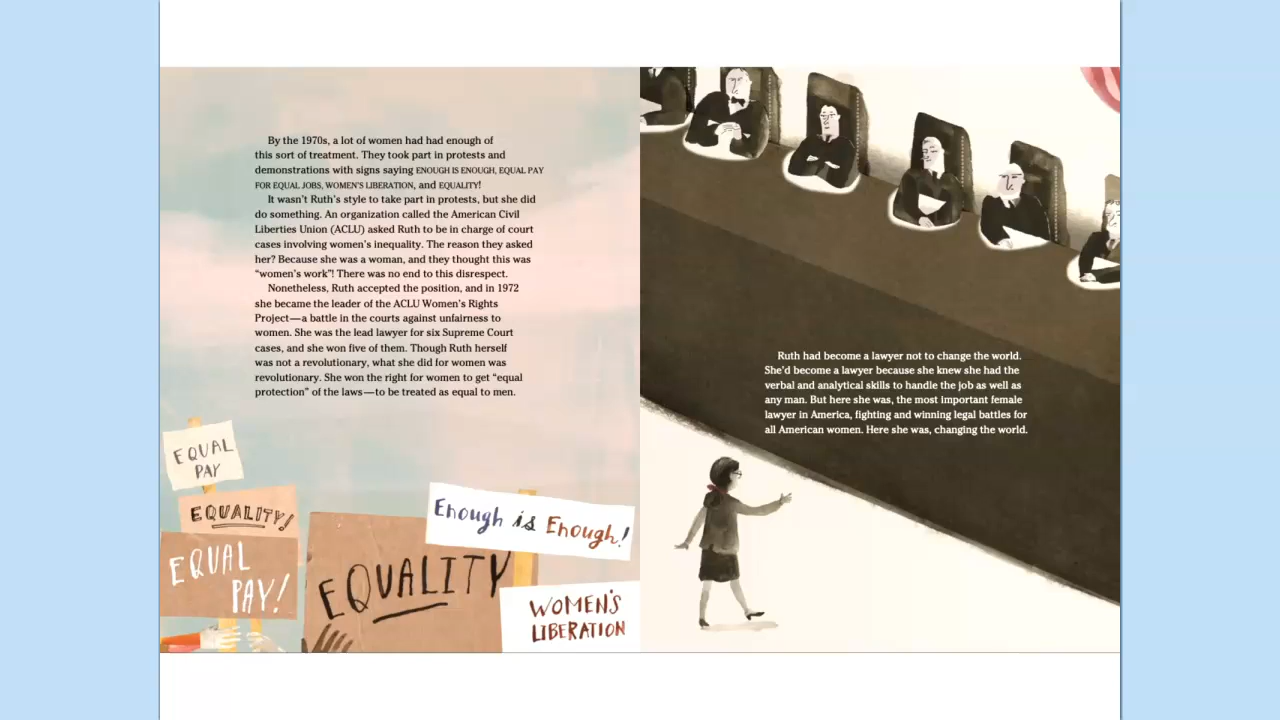 By the 1970s, a lot of women had had enough of
this sort of treatment. They took part in protests and
demonstrations with signs saying ENOUGH IS ENOUGH, EQUAL PAY
FOR EQUAL JOBS, WOMEN'S LIBERATION, and EQUALITY!
It wasn't Ruth's style to take part in protests, but she did
do something. An organization called the American Civil
Liberties Union (ACLU) asked Ruth to be in charge of court
cases involving women's inequality. The reason they asked
her? Because she was a woman, and they thought this was
"women's work"! There was no end to this disrespect.
Nonetheless, Ruth accepted the position, and in 1972
she became the leader of the ACLU Women's Rights
Project—a battle in the courts against unfairness to
women. She was the lead lawyer for six Supreme Court
cases, and she won five of them. Though Ruth herself
was not a revolutionary, what she did for women was
revolutionary. She won the right for women to get "equal
protection" of the laws—to be treated as equal to men.
EQUAL
PAY
EQUALITY!
EQUAL
PAY!
EQUALITY
Enough is Enough!
WOMEN'S
LIBERATION
Ruth had become a lawyer not to change the world.
She'd become a lawyer because she knew she had the
verbal and analytical skills to handle the job as well as
any man. But here she was, the most important female
lawyer in America, fighting and winning legal battles for
all American women. Here she was, changing the world.